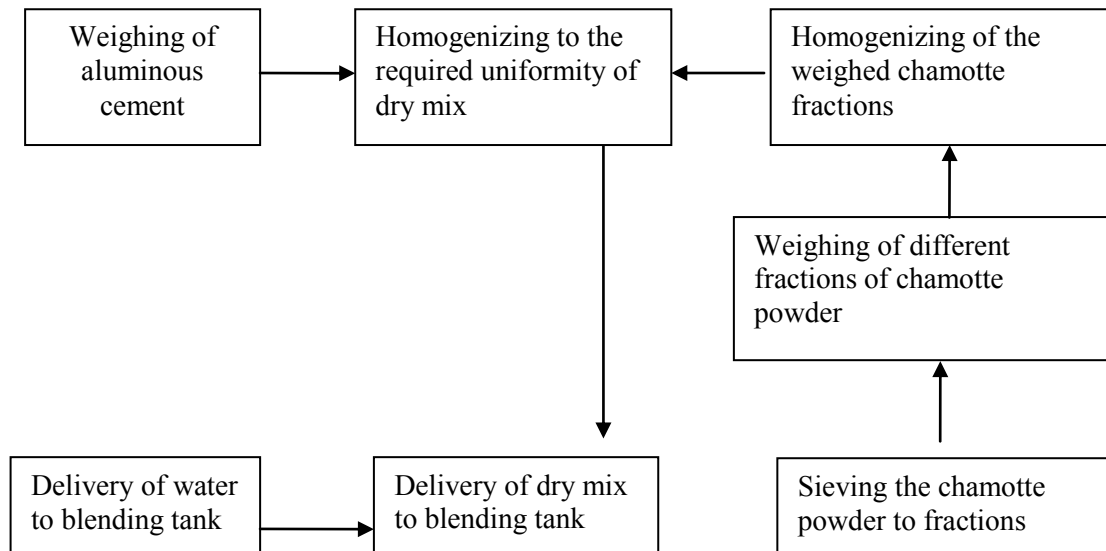 Weighing of
aluminous
cement
Homogenizing to the
required uniformity of
dry mix
Homogenizing of the
weighed chamotte
fractions
Weighing of different
fractions of chamotte
powder
Delivery of water
to blending tank
Delivery of dry mix
to blending tank
Sieving the chamotte
powder to fractions